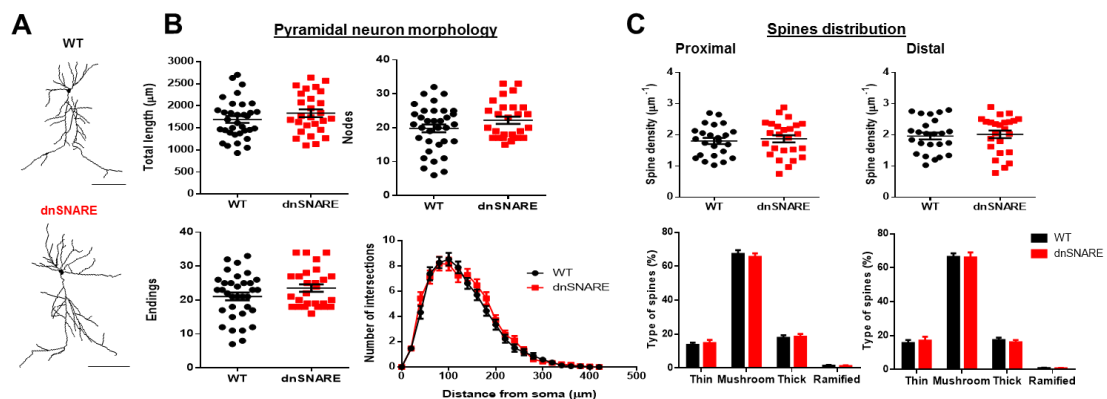 A
WT
dnSNARE
B
Pyramidal neuron morphology
Total length (µm)
3000
2500
2000
1500
1000
500
0
WT
dnSNARE
Nodes
40
30
20
10
0
WT
dnSNARE
Endings
40
30
20
10
0
WT
dnSNARE
Number of intersections
10
8
6
4
2
0
0
100
200
300
400
500
Distance from soma (µm)
WT
dnSNARE
C
Spines distribution
Proximal
Distal
Spine density (µm⁻¹)
4
3
2
1
0
WT
dnSNARE
Spine density (µm⁻¹)
4
3
2
1
0
WT
dnSNARE
Type of spines (%)
80
60
40
20
0
Thin
Mushroom
Thick
Ramified
Type of spines (%)
80
60
40
20
0
Thin
Mushroom
Thick
Ramified
WT
dnSNARE